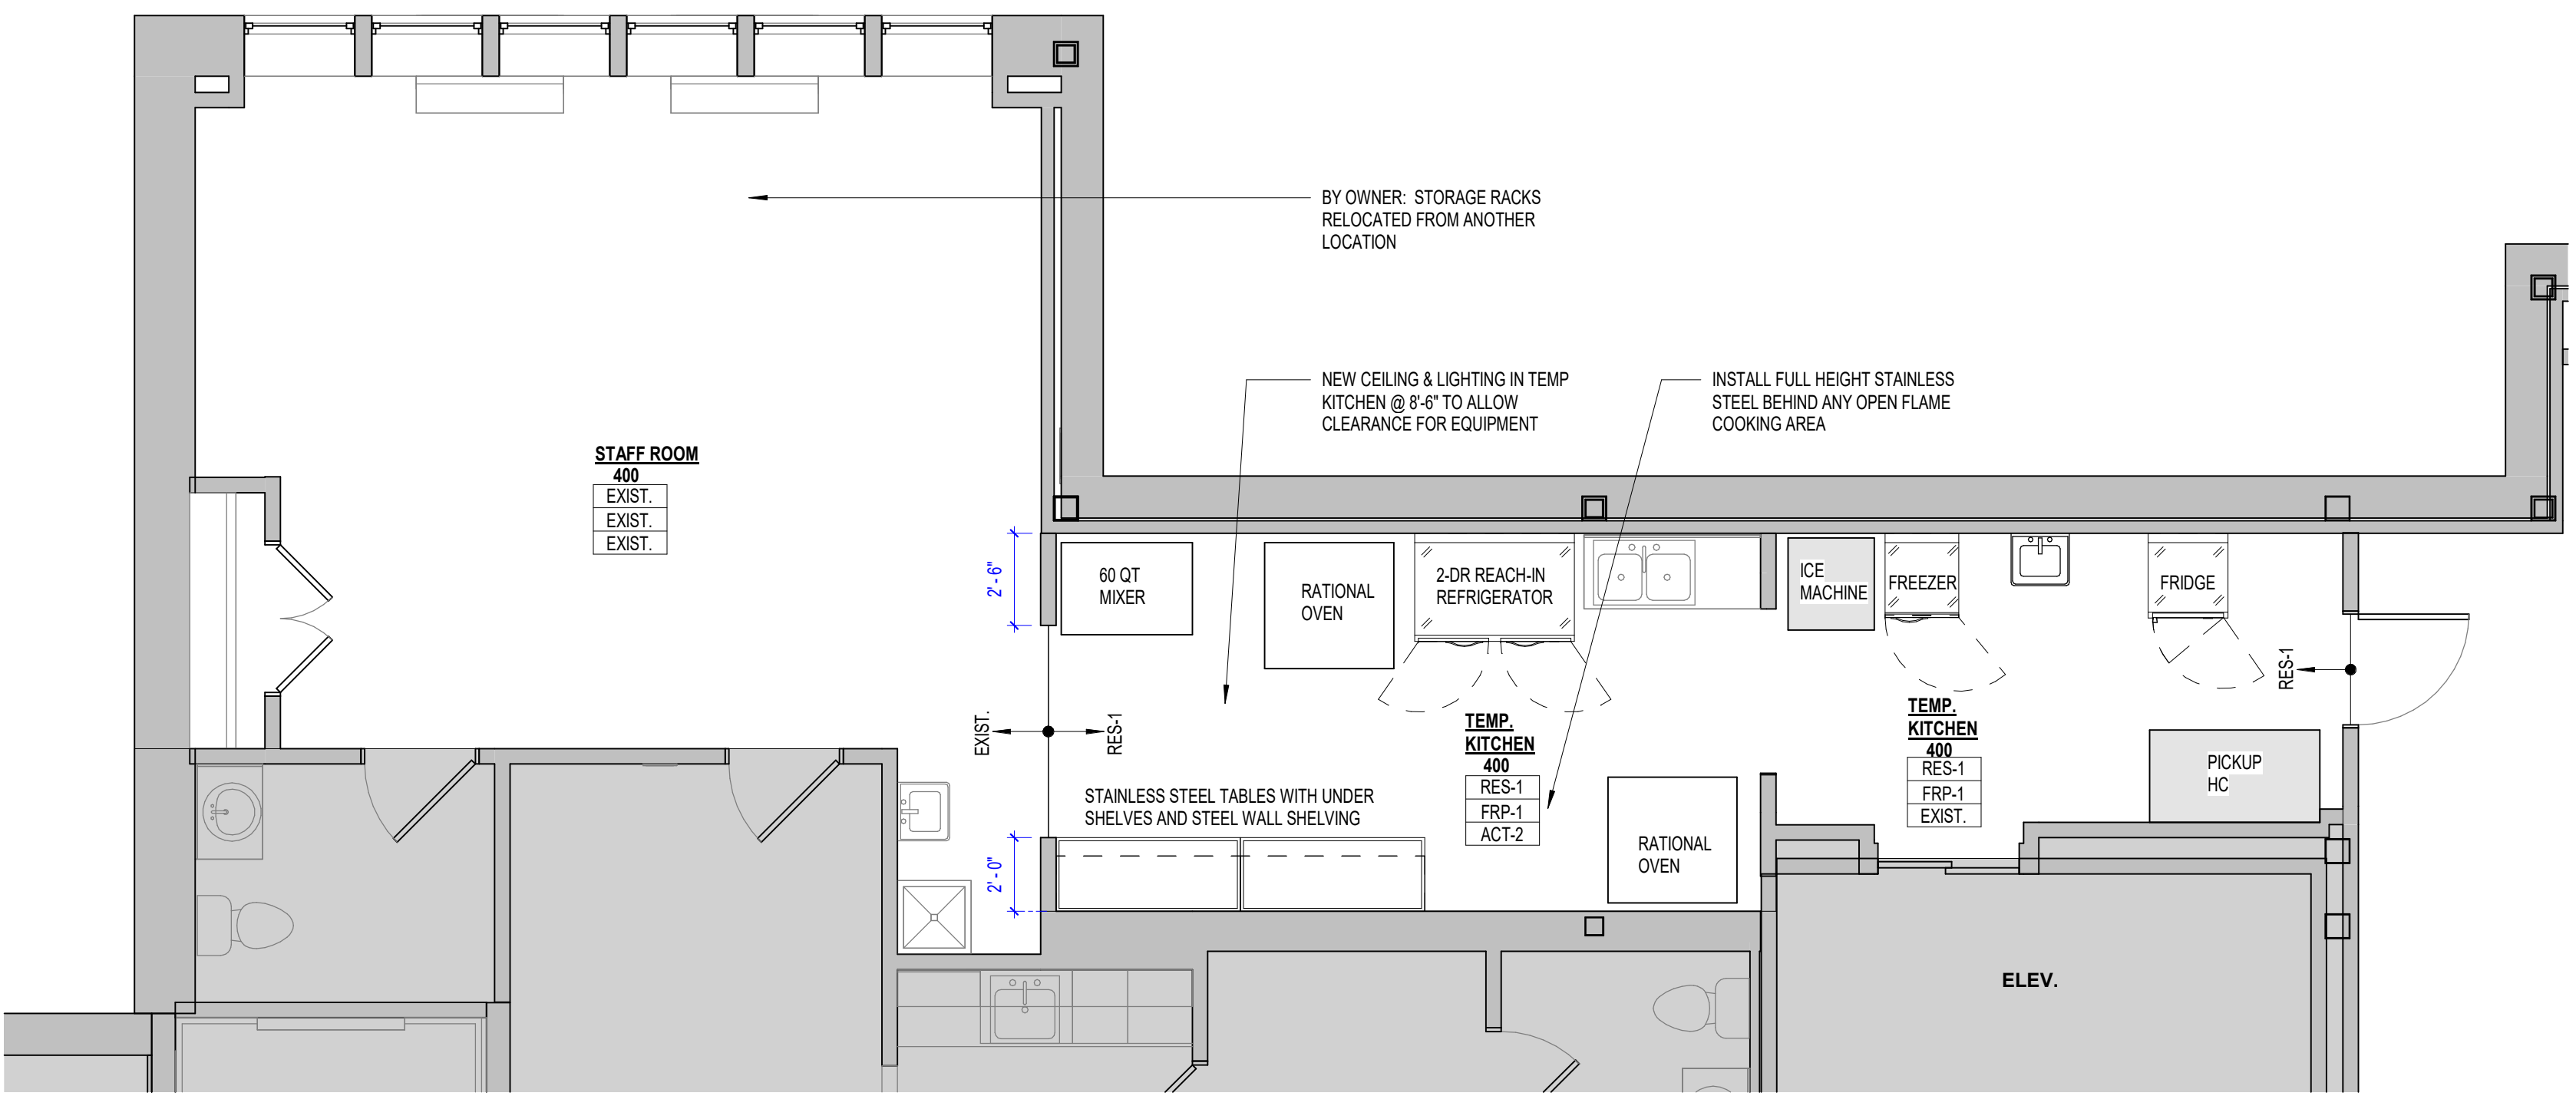 BY OWNER: STORAGE RACKS
RELOCATED FROM ANOTHER
LOCATION
NEW CEILING & LIGHTING IN TEMP
KITCHEN @ 8'-6" TO ALLOW
CLEARANCE FOR EQUIPMENT
INSTALL FULL HEIGHT STAINLESS
STEEL BEHIND ANY OPEN FLAME
COOKING AREA
STAFF ROOM
400
EXIST.
EXIST.
EXIST.
2' - 6"
60 QT
MIXER
RATIONAL
OVEN
2-DR REACH-IN
REFRIGERATOR
ICE
MACHINE
FREEZER
FRIDGE
RES-1
EXIST.
RES-1
TEMP.
KITCHEN
400
RES-1
FRP-1
ACT-2
TEMP.
KITCHEN
400
RES-1
FRP-1
EXIST.
PICKUP
HC
STAINLESS STEEL TABLES WITH UNDER
SHELVES AND STEEL WALL SHELVING
2' - 0"
RATIONAL
OVEN
ELEV.